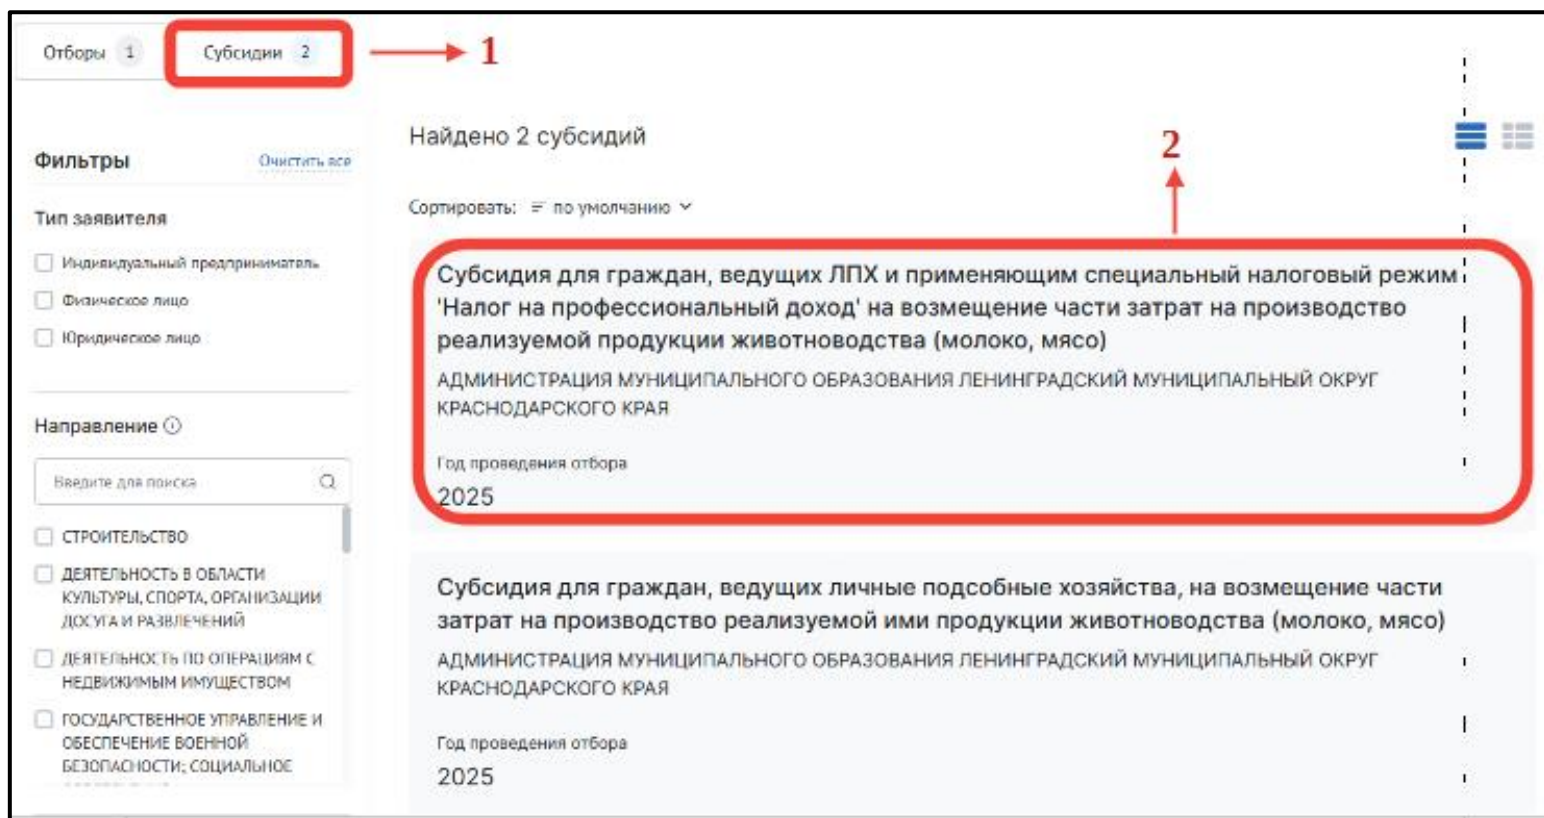 Отборы 1 Субсидии 2 1
Найдено 2 субсидий
2
Фильтры Очистить все
Сортировать: по умолчанию
Тип заявителя
Индивидуальный предприниматель
Физическое лицо
Юридическое лицо
Направление
Введите для поиска
СТРОИТЕЛЬСТВО
ДЕЯТЕЛЬНОСТЬ В ОБЛАСТИ
КУЛЬТУРЫ, СПОРТА, ОРГАНИЗАЦИИ
ДОСУГА И РАЗВЛЕЧЕНИЙ
ДЕЯТЕЛЬНОСТЬ ПО ОПЕРАЦИЯМ С
НЕДВИЖИМЫМ ИМУЩЕСТВОМ
ГОСУДАРСТВЕННОЕ УПРАВЛЕНИЕ И
ОБЕСПЕЧЕНИЕ ВОЕННОЙ
БЕЗОПАСНОСТИ; СОЦИАЛЬНОЕ
Субсидия для граждан, ведущих ЛПХ и применяющим специальный налоговый режим
'Налог на профессиональный доход' на возмещение части затрат на производство
реализуемой продукции животноводства (молоко, мясо)
АДМИНИСТРАЦИЯ МУНИЦИПАЛЬНОГО ОБРАЗОВАНИЯ ЛЕНИНГРАДСКИЙ МУНИЦИПАЛЬНЫЙ ОКРУГ
КРАСНОДАРСКОГО КРАЯ
Год проведения отбора
2025
Субсидия для граждан, ведущих личные подсобные хозяйства, на возмещение части
затрат на производство реализуемой ими продукции животноводства (молоко, мясо)
АДМИНИСТРАЦИЯ МУНИЦИПАЛЬНОГО ОБРАЗОВАНИЯ ЛЕНИНГРАДСКИЙ МУНИЦИПАЛЬНЫЙ ОКРУГ
КРАСНОДАРСКОГО КРАЯ
Год проведения отбора
2025